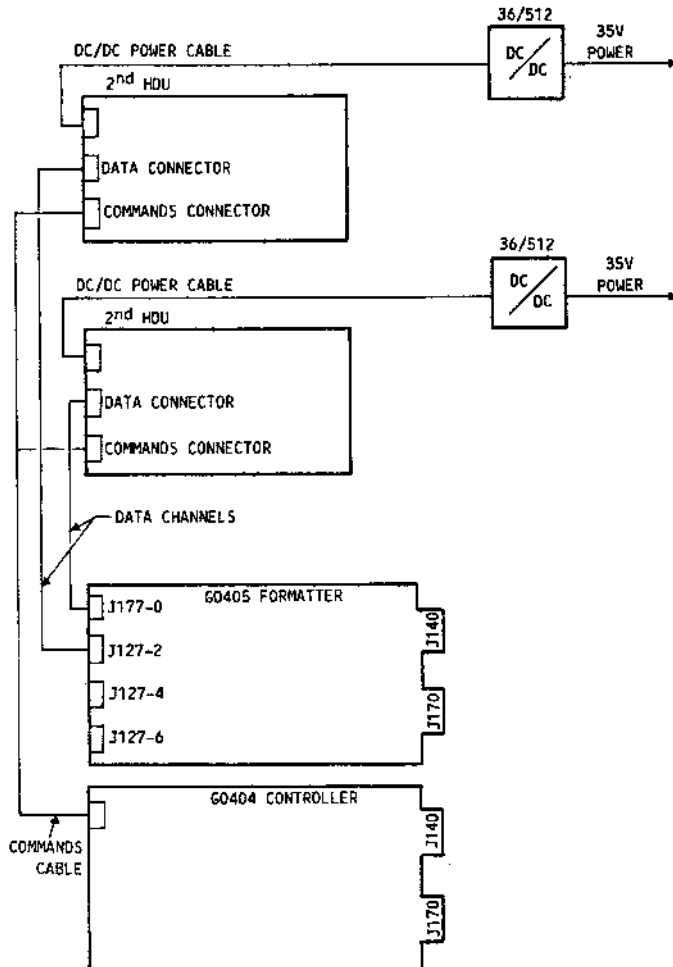 36/512
DC/DC POWER CABLE
DC/DC
35V
POWER
2nd HDU
DATA CONNECTOR
COMMANDS CONNECTOR
36/512
DC/DC POWER CABLE
DC/DC
35V
POWER
2nd HDU
DATA CONNECTOR
COMMANDS CONNECTOR
DATA CHANNELS
GO405 FORMATTER
J177-0
J140
J127-2
J127-4
J170
J127-6
GO404 CONTROLLER
J140
COMMANDS
CABLE
J170